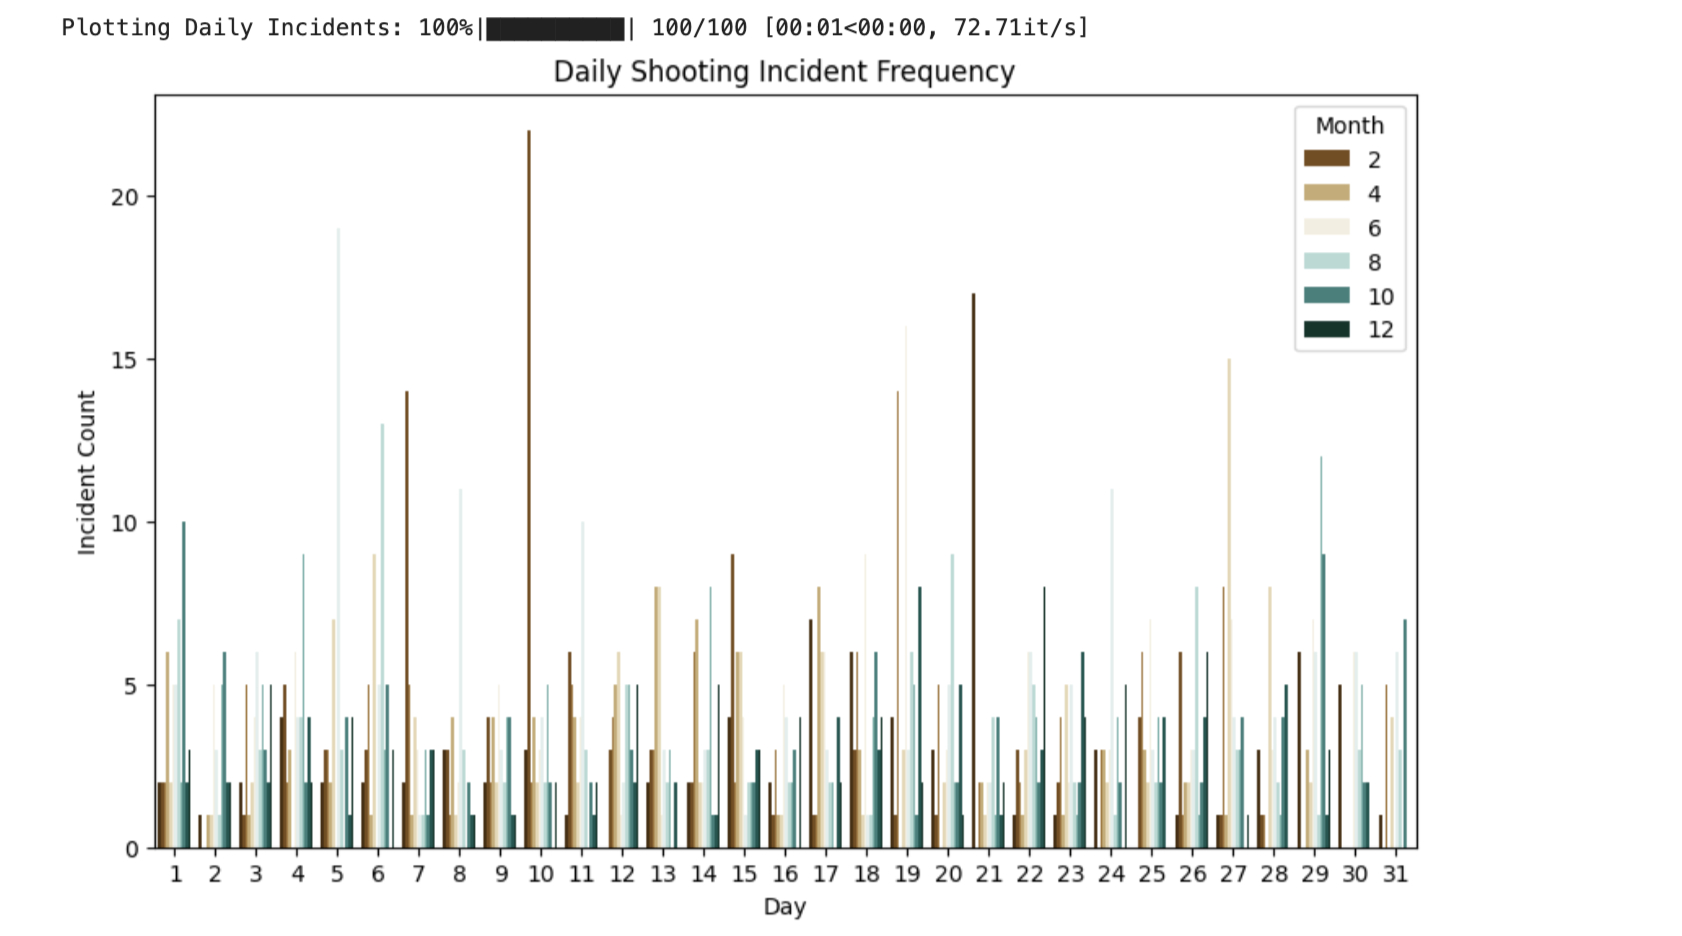 Plotting Daily Incidents: 100%|██████████| 100/100 [00:01<00:00, 72.71it/s]
Daily Shooting Incident Frequency
Month
2
4
6
8
10
12
20
15
10
5
0
Incident Count
1 2 3 4 5 6 7 8 9 10 11 12 13 14 15 16 17 18 19 20 21 22 23 24 25 26 27 28 29 30 31
Day